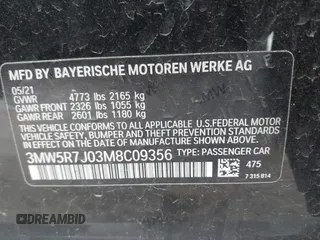 MFD BY BAYERISCHE MOTOREN WERKE AG
05/21
GVWR 4773 lbs 2165 kg
GAWR FRONT 2326 lbs 1055 kg
GAWR REAR 2601 lbs 1180 kg
THIS VEHICLE CONFORMS TO ALL APPLICABLE U.S.FEDERAL MOTOR
VEHICLE SAFETY, BUMPER AND THEFT PREVENTION STANDARDS IN
EFFECT ON THE DATE OF MANUFACTURE SHOWN ABOVE.
3MW5R7J03M8C09356 TYPE: PASSENGER CAR
475
7 315 814